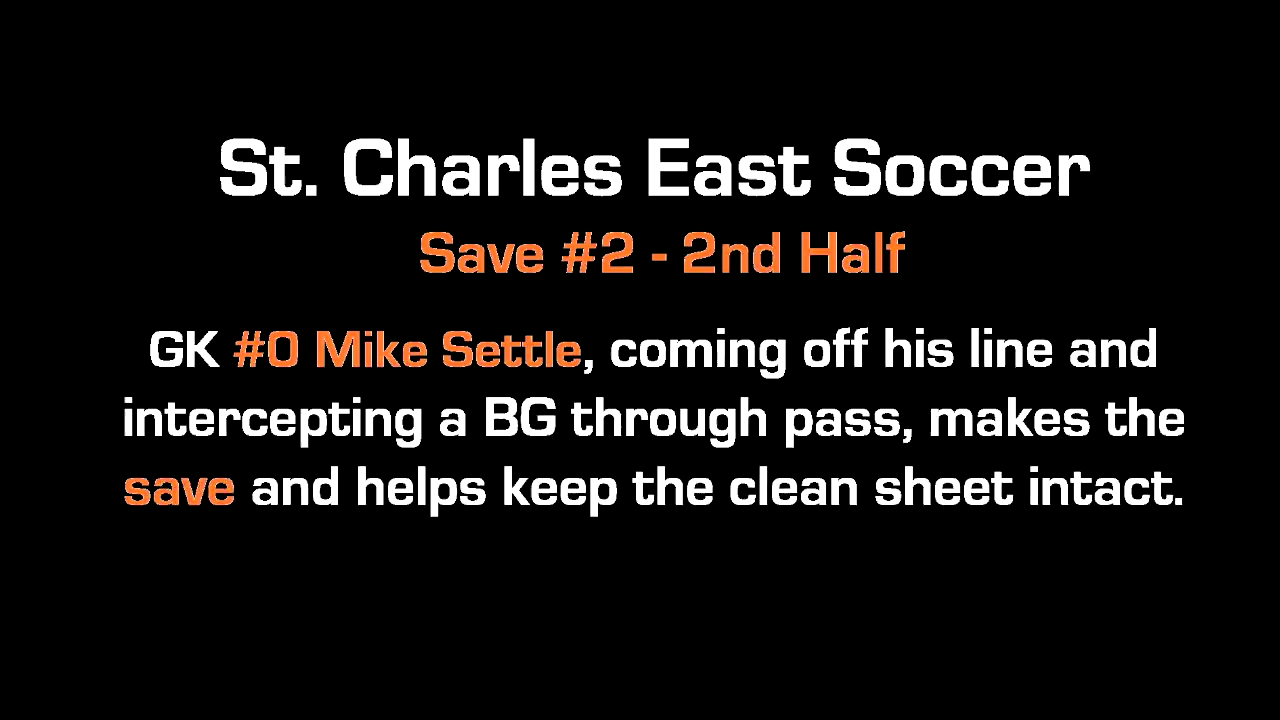 St. Charles East Soccer
Save #2 - 2nd Half
GK #0 Mike Settle, coming off his line and
intercepting a BG through pass, makes the
save and helps keep the clean sheet intact.